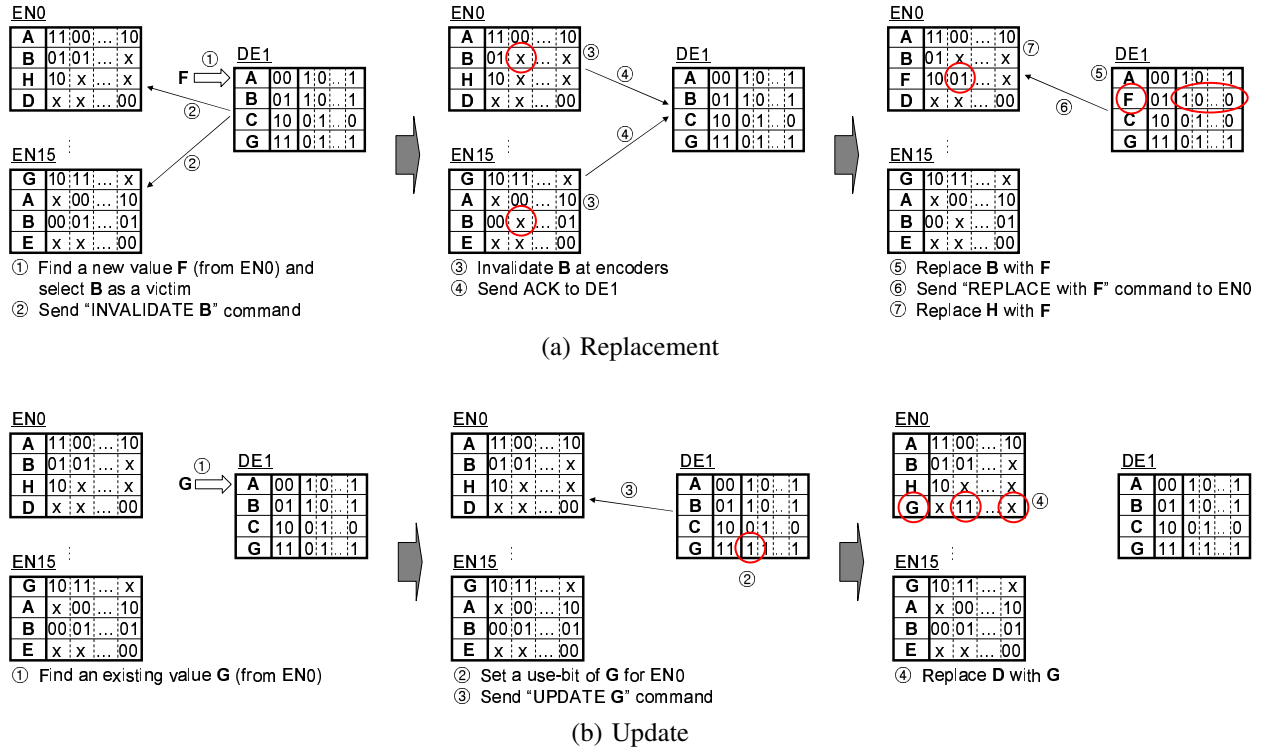 EN0
A 11 00 ... 10
B 01 01 ... x
H 10 x ... x
D x x ... 00
① F
DE1
A 00 1 0 ... 1
B 01 1 0 ... 1
C 10 0 1 ... 0
G 11 0 1 ... 1
②
②
EN15
G 10 11 ... x
A x 00 ... 10
B 00 01 ... 01
E x x ... 00
① Find a new value F (from EN0) and
select B as a victim
② Send “INVALIDATE B” command
EN0
A 11 00 ... 10
B 01 x ... x
H 10 x ... x
D x x ... 00
③
④
DE1
A 00 1 0 ... 1
B 01 1 0 ... 1
C 10 0 1 ... 0
G 11 0 1 ... 1
④
EN15
G 10 11 ... x
A x 00 ... 10
B 00 x ... 01
E x x ... 00
③
③ Invalidate B at encoders
④ Send ACK to DE1
EN0
A 11 00 ... 10
B 01 x ... x
F 10 01 ... x
D x x ... 00
⑦
⑤
DE1
A 00 1 0 ... 1
F 01 1 0 ... 0
C 10 0 1 ... 0
G 11 0 1 ... 1
⑥
EN15
G 10 11 ... x
A x 00 ... 10
B 00 x ... 01
E x x ... 00
⑤ Replace B with F
⑥ Send “REPLACE with F” command to EN0
⑦ Replace H with F
(a) Replacement
EN0
A 11 00 ... 10
B 01 01 ... x
H 10 x ... x
D x x ... 00
① G
DE1
A 00 1 0 ... 1
B 01 1 0 ... 1
C 10 0 1 ... 0
G 11 0 1 ... 1
EN15
G 10 11 ... x
A x 00 ... 10
B 00 01 ... 01
E x x ... 00
① Find an existing value G (from EN0)
EN0
A 11 00 ... 10
B 01 01 ... x
H 10 x ... x
D x x ... 00
③
DE1
A 00 1 0 ... 1
B 01 1 0 ... 1
C 10 0 1 ... 0
G 11 1 1 ... 1
②
EN15
G 10 11 ... x
A x 00 ... 10
B 00 01 ... 01
E x x ... 00
② Set a use-bit of G for EN0
③ Send “UPDATE G” command
EN0
A 11 00 ... 10
B 01 01 ... x
H 10 x ... x
G x 11 ... x
④
DE1
A 00 1 0 ... 1
B 01 1 0 ... 1
C 10 0 1 ... 0
G 11 1 1 ... 1
EN15
G 10 11 ... x
A x 00 ... 10
B 00 01 ... 01
E x x ... 00
④ Replace D with G
(b) Update